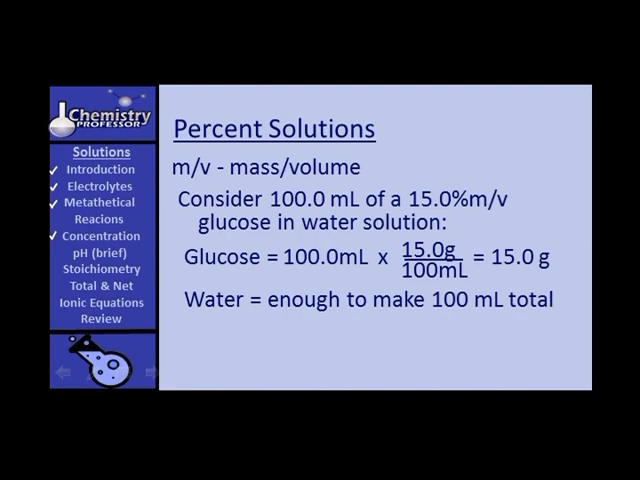 Chemistry
PROFESSOR
Solutions
Introduction
Electrolytes
Metathetical
Reacions
Concentration
pH (brief)
Stoichiometry
Total & Net
Ionic Equations
Review
Percent Solutions
m/v - mass/volume
Consider 100.0 mL of a 15.0%m/v
glucose in water solution:
Glucose = 100.0mL x 15.0g/100mL = 15.0 g
Water = enough to make 100 mL total